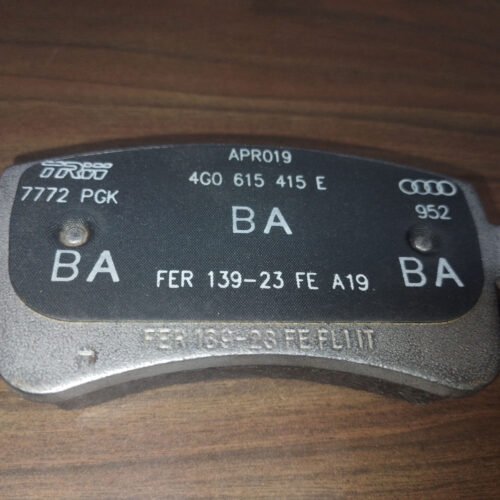 APR019
TRW
4G0 615 415 E
7772 PGK
952
BA
BA
BA
FER 139-23 FE A19
FER 139-23 FE FL1 IT